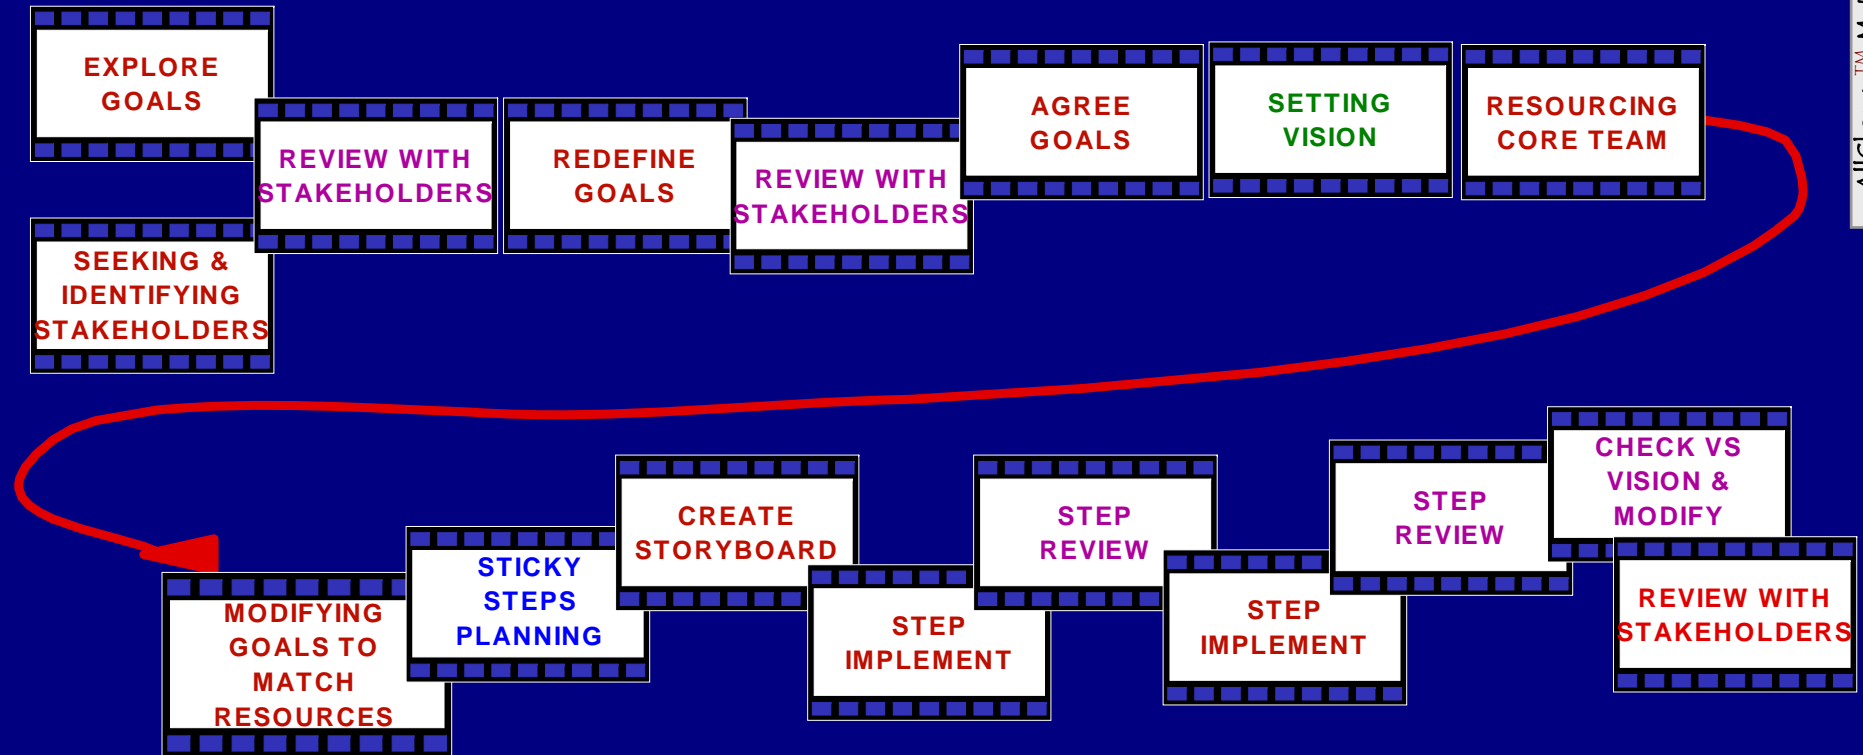 EXPLORE
GOALS
SEEKING &
IDENTIFYING
STAKEHOLDERS
REVIEW WITH
STAKEHOLDERS
REDEFINE
GOALS
REVIEW WITH
STAKEHOLDERS
AGREE
GOALS
SETTING
VISION
RESOURCING
CORE TEAM
TM
MODIFYING
GOALS TO
MATCH
RESOURCES
STICKY
STEPS
PLANNING
CREATE
STORYBOARD
STEP
IMPLEMENT
STEP
REVIEW
STEP
IMPLEMENT
STEP
REVIEW
CHECK VS
VISION &
MODIFY
REVIEW WITH
STAKEHOLDERS